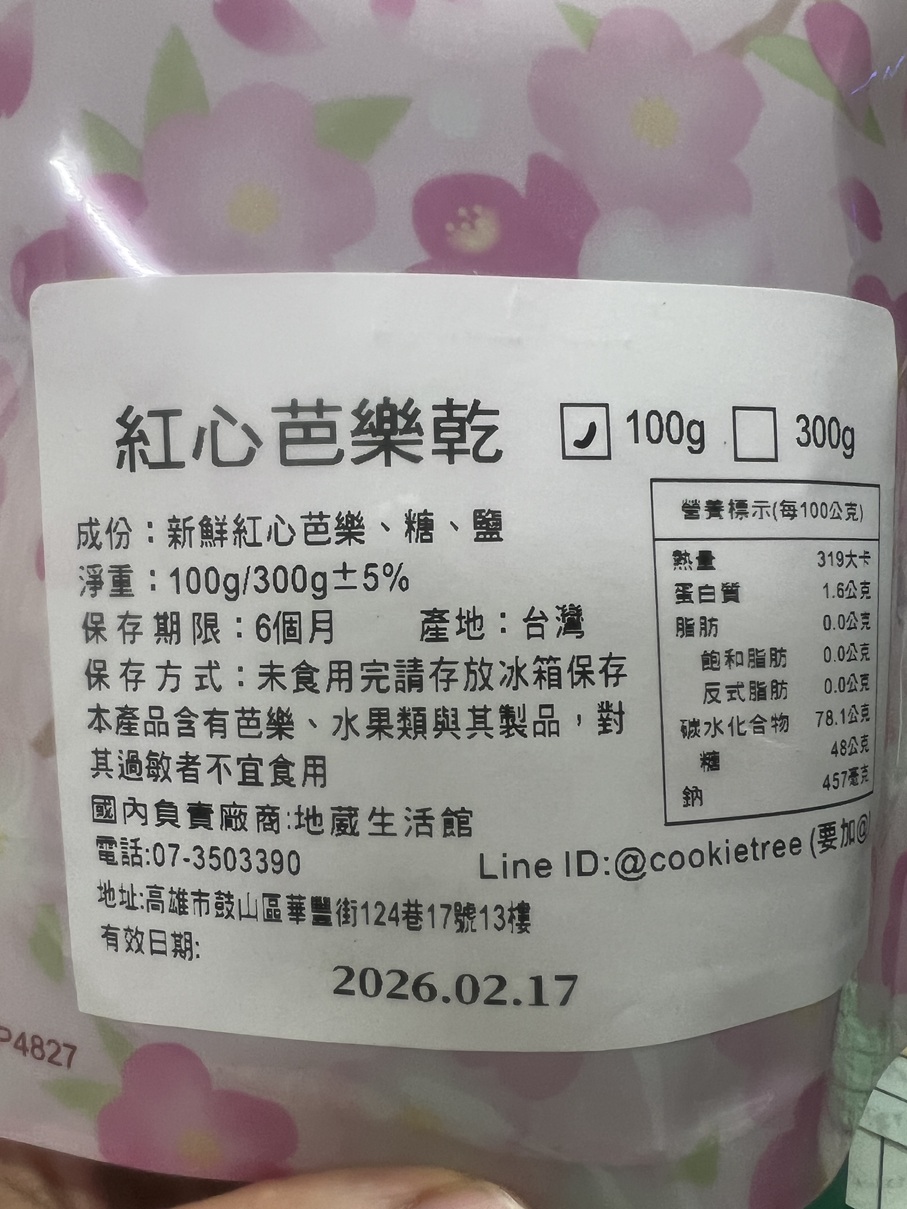 紅心芭樂乾 100g 300g
成份：新鮮紅心芭樂、糖、鹽
淨重：100g/300g±5%
保存期限：6個月 產地：台灣
保存方式：未食用完請存放冰箱保存
本產品含有芭樂、水果類與其製品，對
其過敏者不宜食用
國內負責廠商:地藏生活館
電話:07-3503390
Line ID:@cookietree (要加@
地址:高雄市鼓山區華豐街124巷17號13樓
有效日期:
2026.02.17
營養標示(每100公克)
熱量 319大卡
蛋白質 1.6公克
脂肪 0.0公克
飽和脂肪 0.0公克
反式脂肪 0.0公克
碳水化合物 78.1公克
糖 48公克
鈉 457毫克
P4827